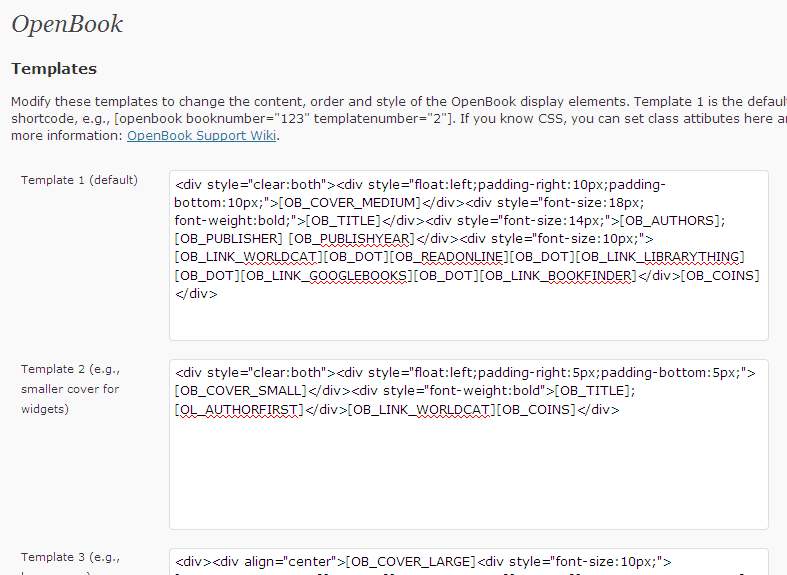 OpenBook
Templates
Modify these templates to change the content, order and style of the OpenBook display elements. Template 1 is the defau
shortcode, e.g., [openbook booknumber="123" templatenumber="2"]. If you know CSS, you can set class attibutes here a
more information: OpenBook Support Wiki.
Template 1 (default)
<div style="clear:both"><div style="float:left;padding-right:10px;padding-
bottom:10px;">[OB_COVER_MEDIUM]</div><div style="font-size:18px;
font-weight:bold;">[OB_TITLE]</div><div style="font-size:14px;">[OB_AUTHORS];
[OB_PUBLISHER] [OB_PUBLISHYEAR]</div><div style="font-size:10px;">
[OB_LINK_WORLDCAT][OB_DOT][OB_READONLINE][OB_DOT][OB_LINK_LIBRARYTHING]
[OB_DOT][OB_LINK_GOOGLEBOOKS][OB_DOT][OB_LINK_BOOKFINDER]</div>[OB_COINS]
</div>
Template 2 (e.g.,
smaller cover for
widgets)
<div style="clear:both"><div style="float:left;padding-right:5px;padding-bottom:5px;">
[OB_COVER_SMALL]</div><div style="font-weight:bold">[OB_TITLE];
[OL_AUTHORFIRST]</div>[OB_LINK_WORLDCAT][OB_COINS]</div>
Template 3 (e.g.,
<div><div align="center">[OB_COVER_LARGE]<div style="font-size:10px;">